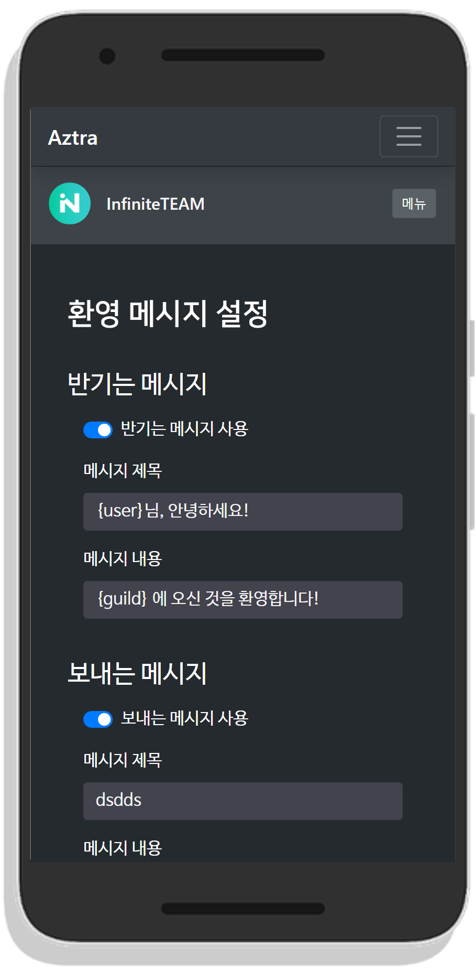 Aztra
InfiniteTEAM
메뉴
환영 메시지 설정
반기는 메시지
반기는 메시지 사용
메시지 제목
{user}님, 안녕하세요!
메시지 내용
{guild} 에 오신 것을 환영합니다!
보내는 메시지
보내는 메시지 사용
메시지 제목
dsdds
메시지 내용